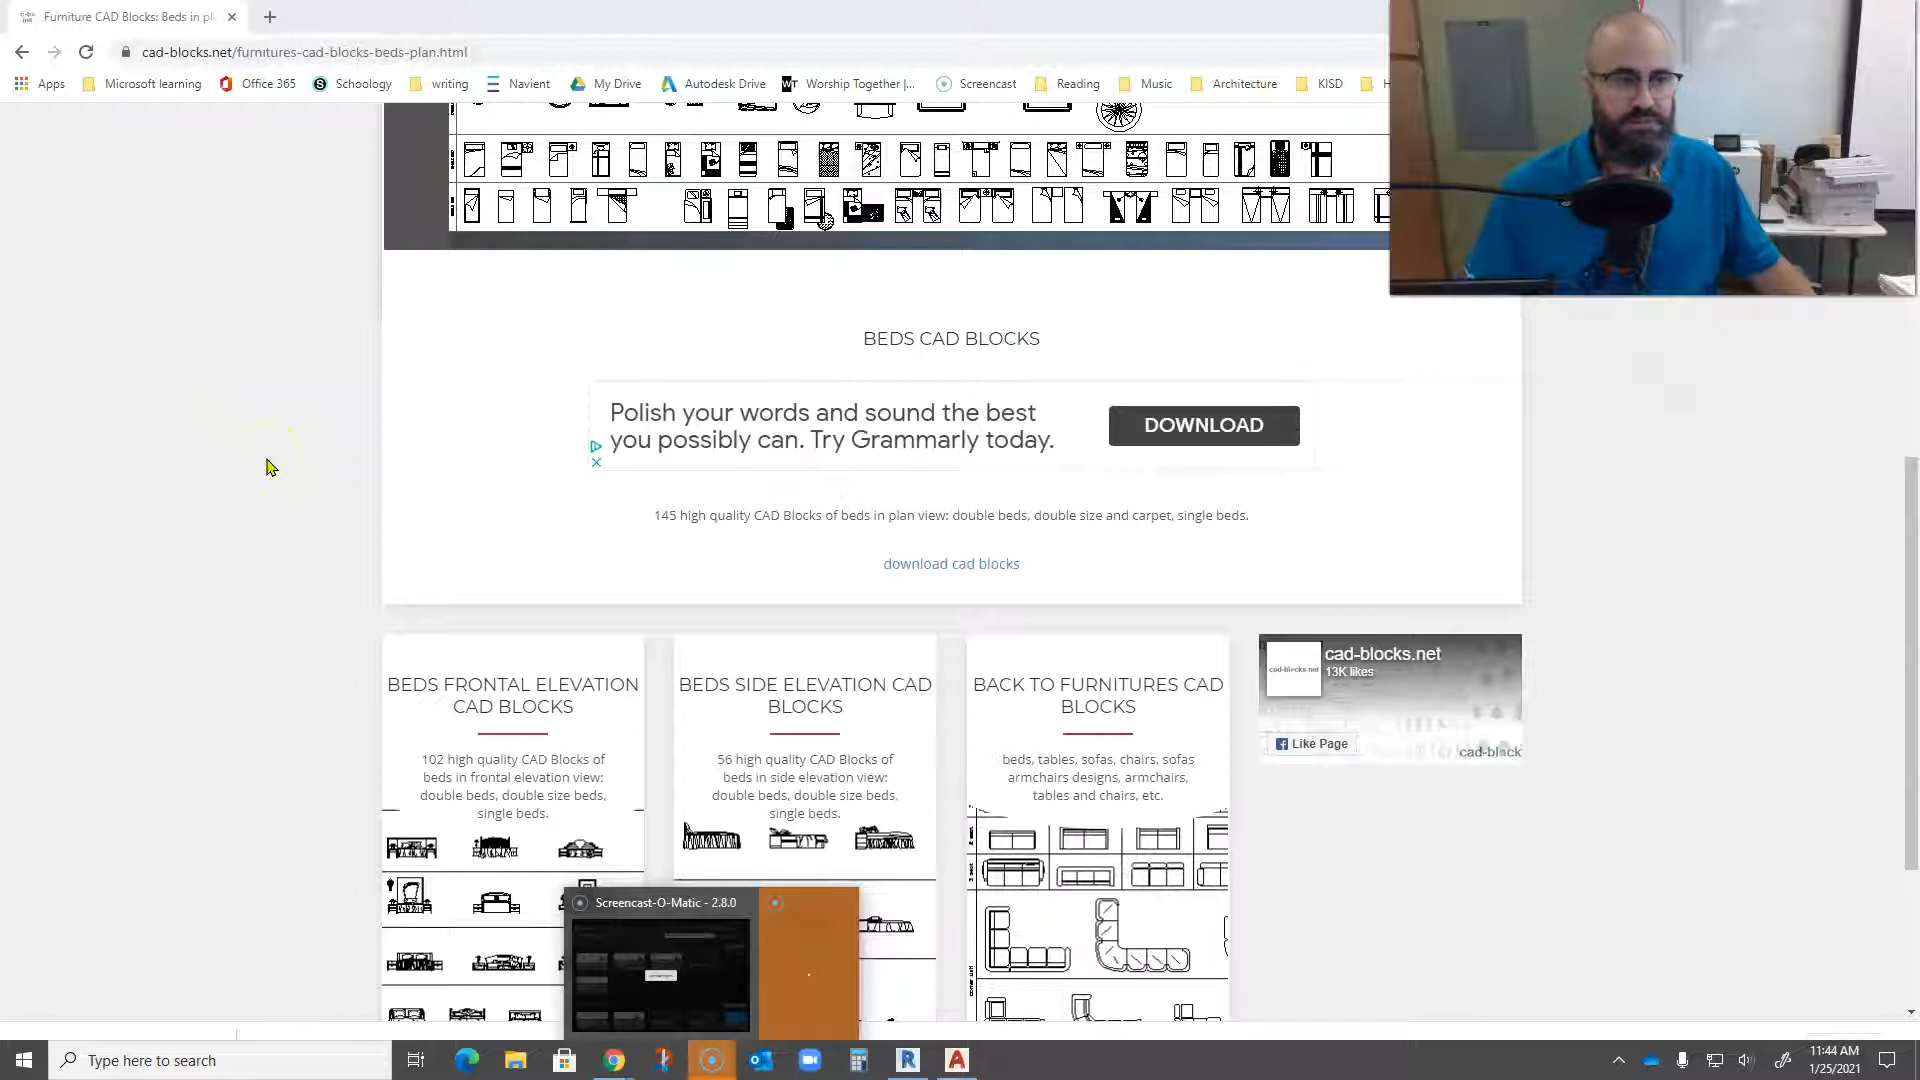 Furniture CAD Blocks: Beds in pl
cad-blocks.net/furnitures-cad-blocks-beds-plan.html
Apps Microsoft learning Office 365 Schoology writing Navient My Drive Autodesk Drive Worship Together |... Screencast Reading Music Architecture KISD H
BEDS CAD BLOCKS
Polish your words and sound the best
you possibly can. Try Grammarly today.
DOWNLOAD
145 high quality CAD Blocks of beds in plan view: double beds, double size and carpet, single beds.
download cad blocks
BEDS FRONTAL ELEVATION
CAD BLOCKS
102 high quality CAD Blocks of
beds in frontal elevation view:
double beds, double size beds,
single beds.
BEDS SIDE ELEVATION CAD
BLOCKS
56 high quality CAD Blocks of
beds in side elevation view:
double beds, double size beds,
single beds.
BACK TO FURNITURES CAD
BLOCKS
beds, tables, sofas, chairs, sofas
armchairs designs, armchairs,
tables and chairs, etc.
cad-blocks.net
cad-blocks.net
13K likes
Like Page
cad-block
Screencast-O-Matic - 2.8.0
Type here to search
11:44 AM
1/25/2021